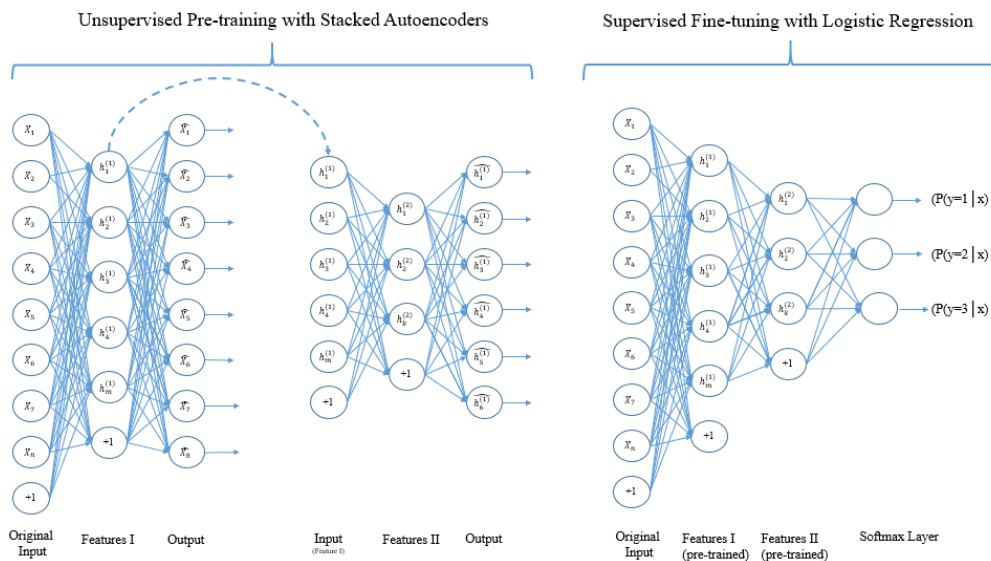 Unsupervised Pre-training with Stacked Autoencoders
Supervised Fine-tuning with Logistic Regression
X₁
X₂
X₃
X₄
X₅
X₆
X₇
Xₙ
+1
h₁⁽¹⁾
h₂⁽¹⁾
h₃⁽¹⁾
h₄⁽¹⁾
hₘ⁽¹⁾
+1
X̂₁
X̂₂
X̂₃
X̂₄
X̂₅
X̂₆
X̂₇
X̂₈
h₁⁽¹⁾
h₂⁽¹⁾
h₃⁽¹⁾
h₄⁽¹⁾
hₘ⁽¹⁾
+1
h₁⁽²⁾
h₂⁽²⁾
hₖ⁽²⁾
+1
ĥ₁⁽¹⁾
ĥ₂⁽¹⁾
ĥ₃⁽¹⁾
ĥ₄⁽¹⁾
ĥ₅⁽¹⁾
ĥ₆⁽¹⁾
X₁
X₂
X₃
X₄
X₅
X₆
X₇
Xₙ
+1
h₁⁽¹⁾
h₂⁽¹⁾
h₃⁽¹⁾
h₄⁽¹⁾
hₘ⁽¹⁾
+1
h₁⁽²⁾
h₂⁽²⁾
hₖ⁽²⁾
+1
(P(y=1|x)
(P(y=2|x)
(P(y=3|x)
Original
Input
Features I
Output
Input
(Feature I)
Features II
Output
Original
Input
Features I
(pre-trained)
Features II
(pre-trained)
Softmax Layer